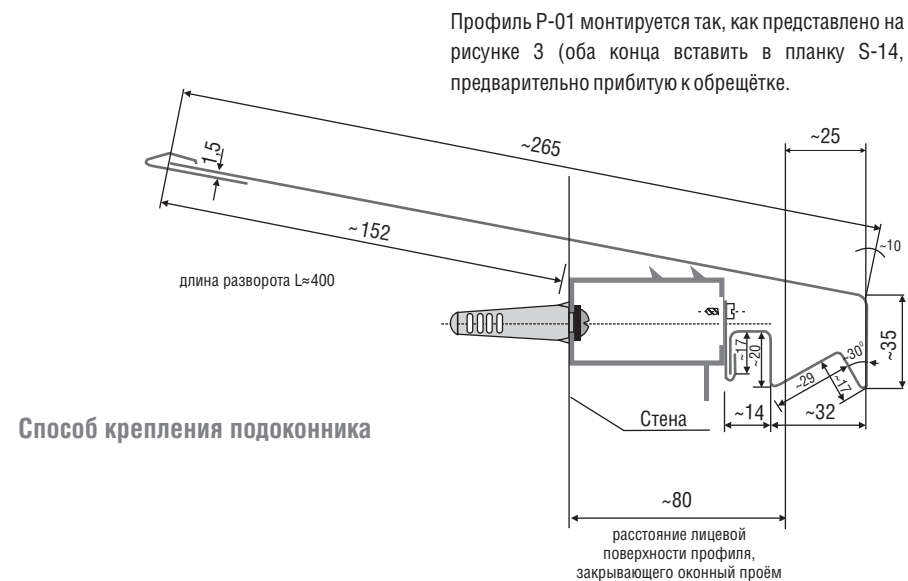 Профиль Р-01 монтируется так, как представлено на
рисунке 3 (оба конца вставить в планку S-14,
предварительно прибитую к обрещётке.
~265
~25
1,5
~152
~10
длина разворота L≈400
~35
~17
~20
~30⁰
~29
~17
Способ крепления подоконника
Стена
~14
~32
~80
расстояние лицевой
поверхности профиля,
закрывающего оконный проём